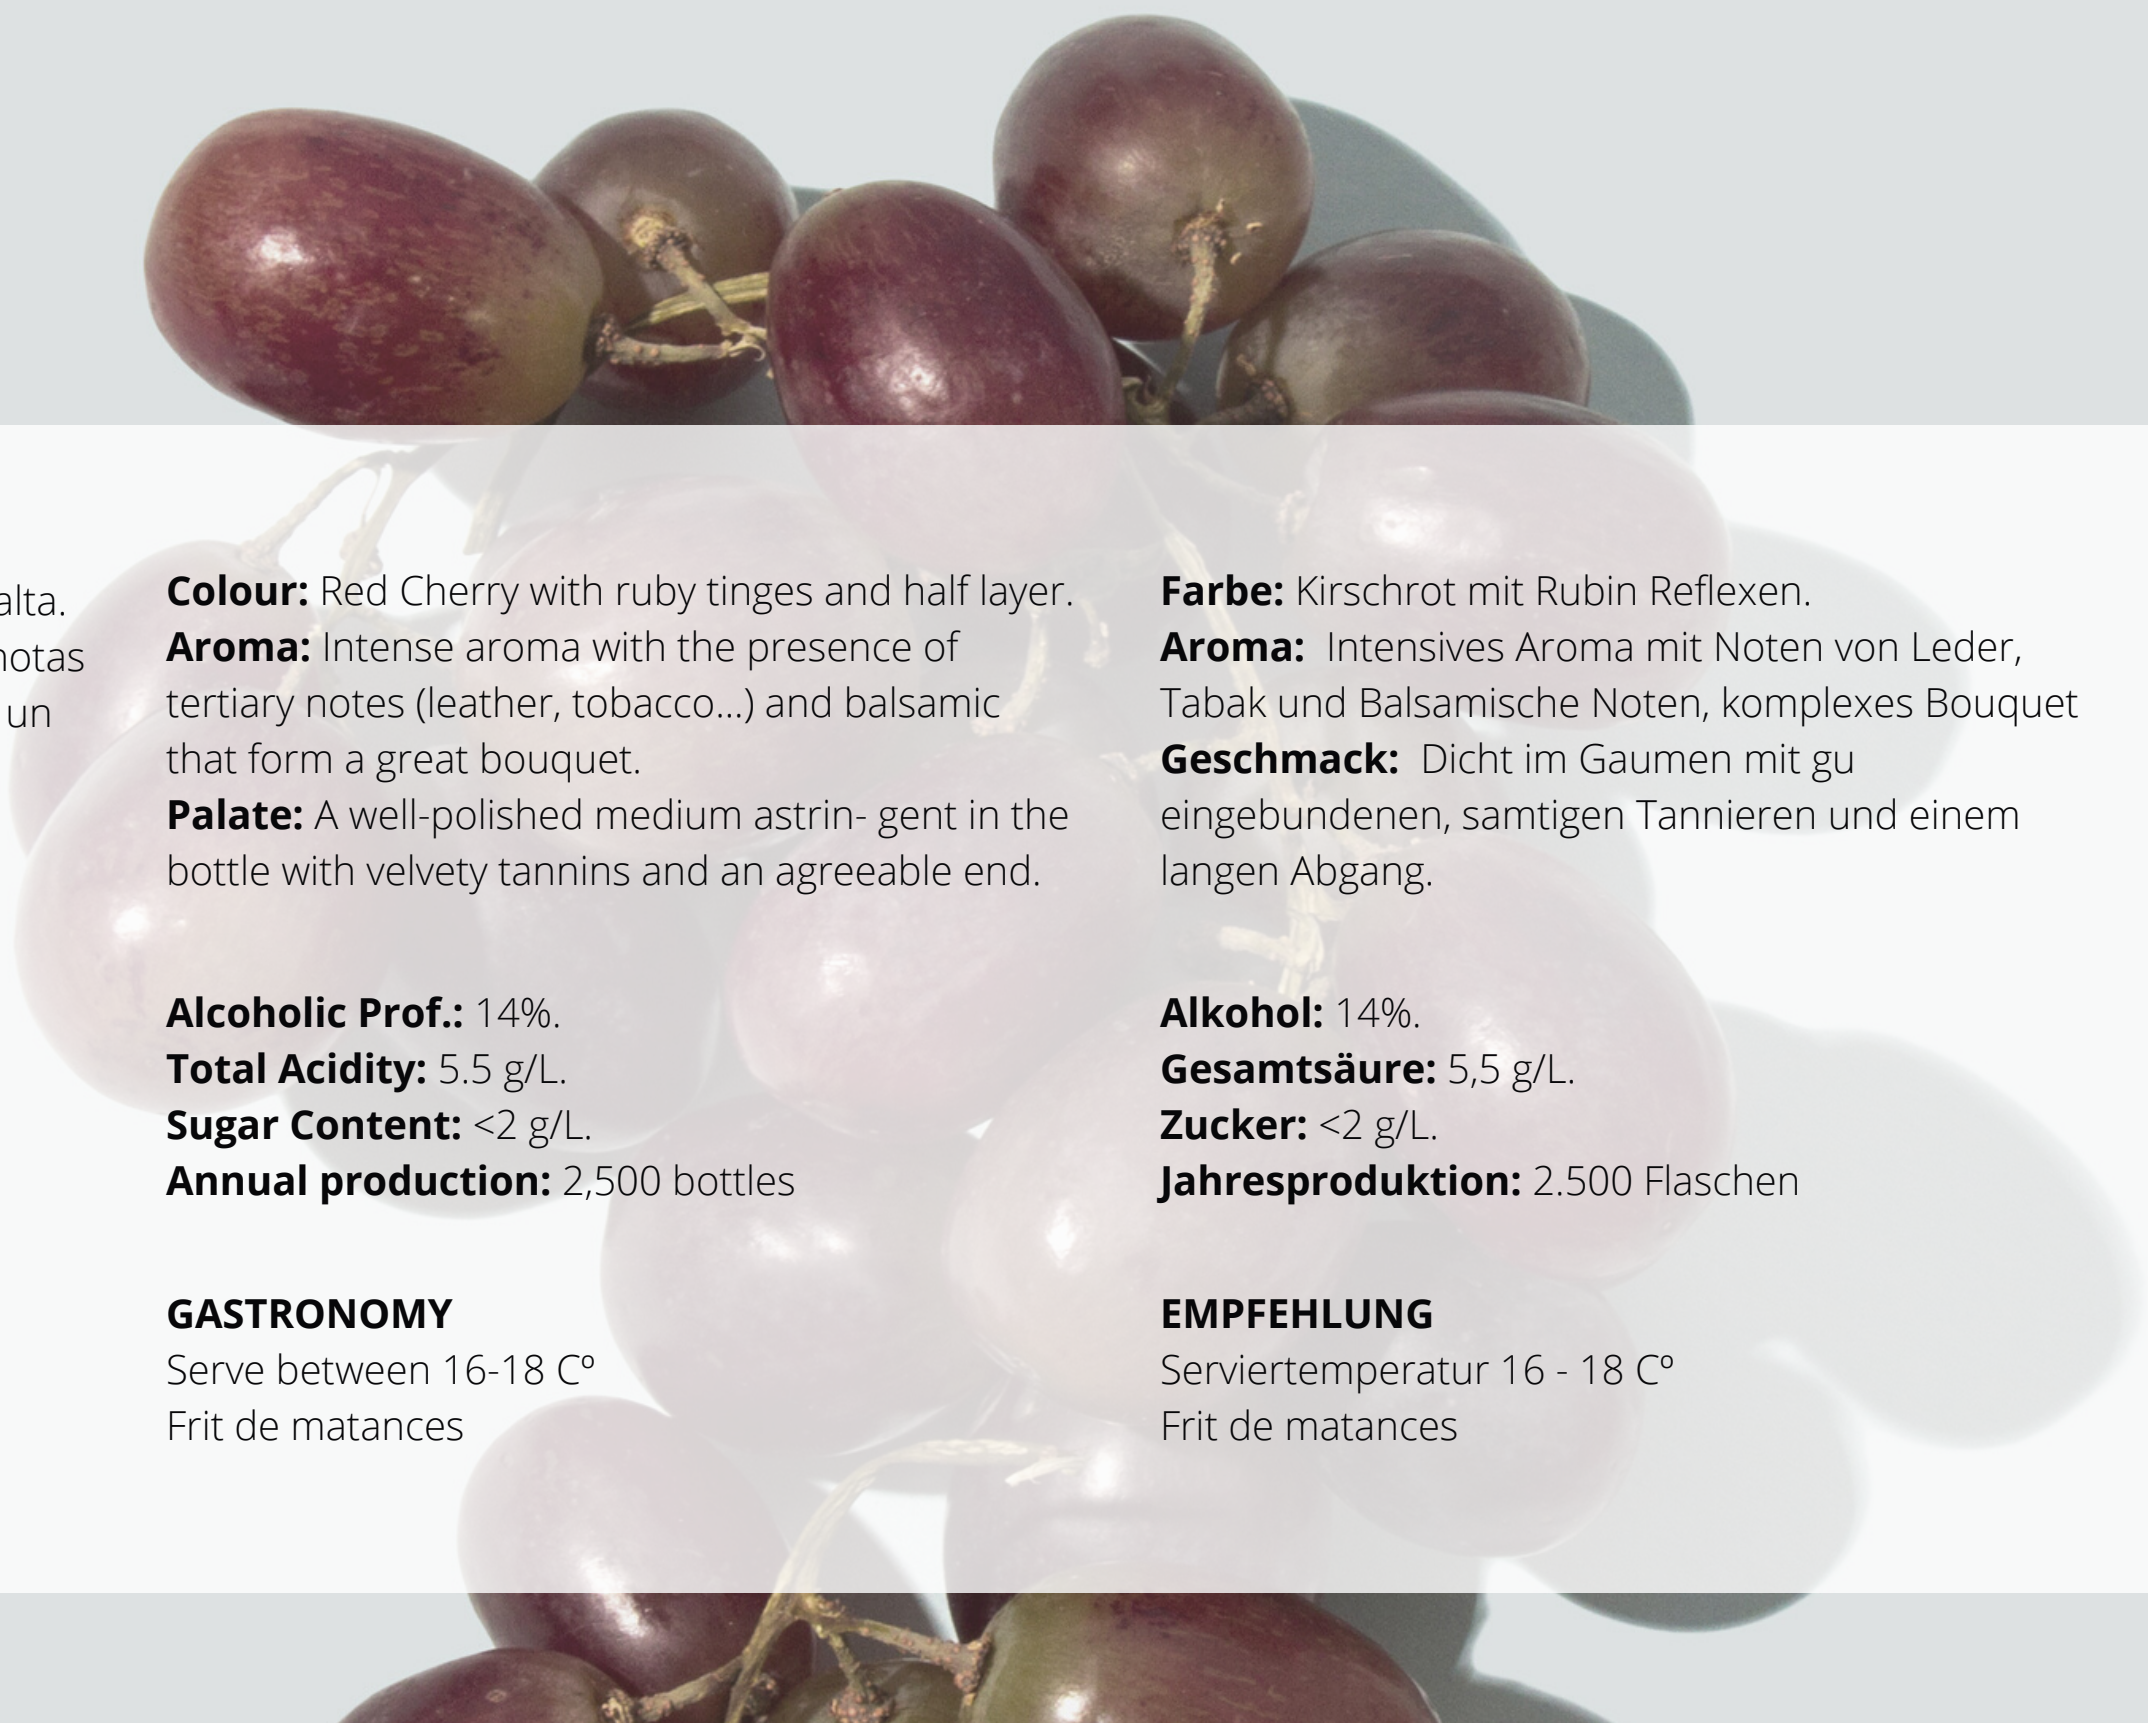 alta.
notas
un
Colour: Red Cherry with ruby tinges and half layer.
Aroma: Intense aroma with the presence of
tertiary notes (leather, tobacco...) and balsamic
that form a great bouquet.
Palate: A well-polished medium astrin- gent in the
bottle with velvety tannins and an agreeable end.
Alcoholic Prof.: 14%.
Total Acidity: 5.5 g/L.
Sugar Content: <2 g/L.
Annual production: 2,500 bottles
GASTRONOMY
Serve between 16-18 Cº
Frit de matances
Farbe: Kirschrot mit Rubin Reflexen.
Aroma:  Intensives Aroma mit Noten von Leder,
Tabak und Balsamische Noten, komplexes Bouquet
Geschmack:  Dicht im Gaumen mit gu
eingebundenen, samtigen Tannieren und einem
langen Abgang.
Alkohol: 14%.
Gesamtsäure: 5,5 g/L.
Zucker: <2 g/L.
Jahresproduktion: 2.500 Flaschen
EMPFEHLUNG
Serviertemperatur 16 - 18 Cº
Frit de matances